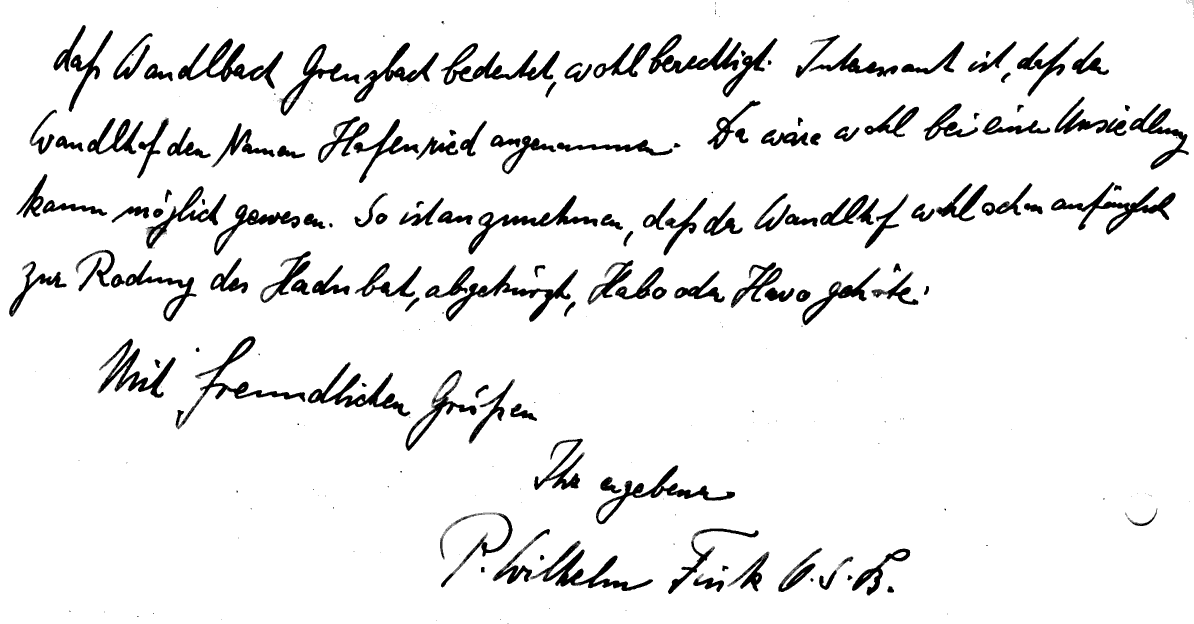 daß Wandlbach Grenzbach bedeutet, wohl berechtigt. Interessant ist, daß der
Wandlhof den Namen Hafenried angenommen. Da wäre wohl bei einer Umsiedlung
kaum möglich gewesen. So ist anzunehmen, daß der Wandlhof wohl schon anfänglich
zur Rodung des Hadubert, abgekürzt, Habo oder Havo gehörte.
Mit freundlichen Grüßen
Ihr ergebener
P. Wilhelm Fink O.S.B.